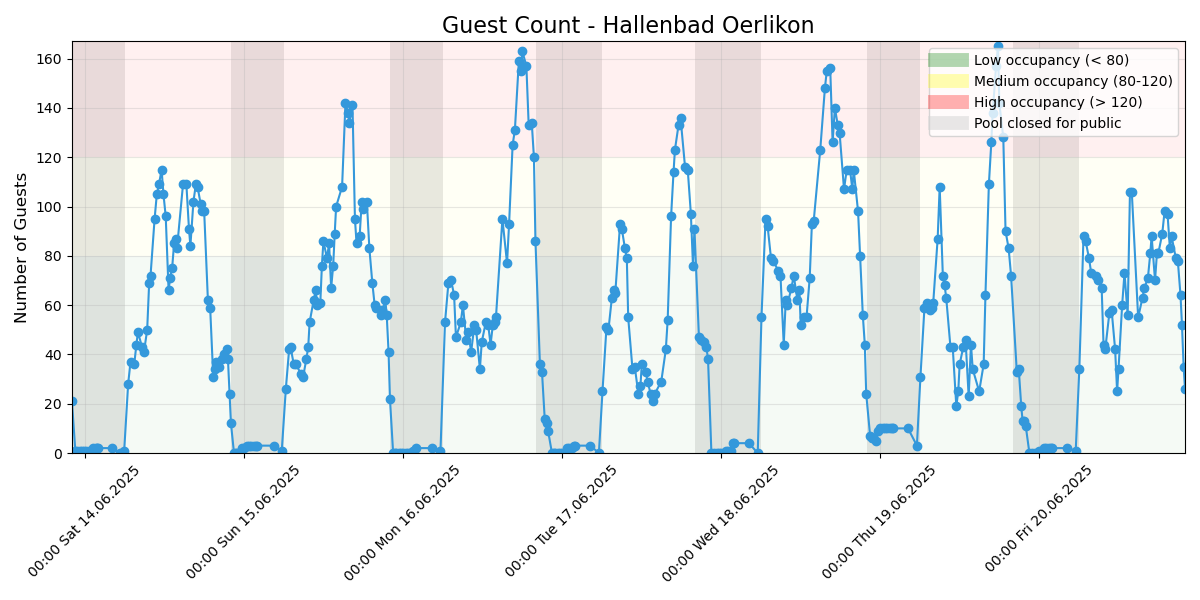 Guest Count - Hallenbad Oerlikon
Number of Guests
160
140
120
100
80
60
40
20
0
Low occupancy (< 80)
Medium occupancy (80-120)
High occupancy (> 120)
Pool closed for public
00:00 Sat 14.06.2025
00:00 Sun 15.06.2025
00:00 Mon 16.06.2025
00:00 Tue 17.06.2025
00:00 Wed 18.06.2025
00:00 Thu 19.06.2025
00:00 Fri 20.06.2025